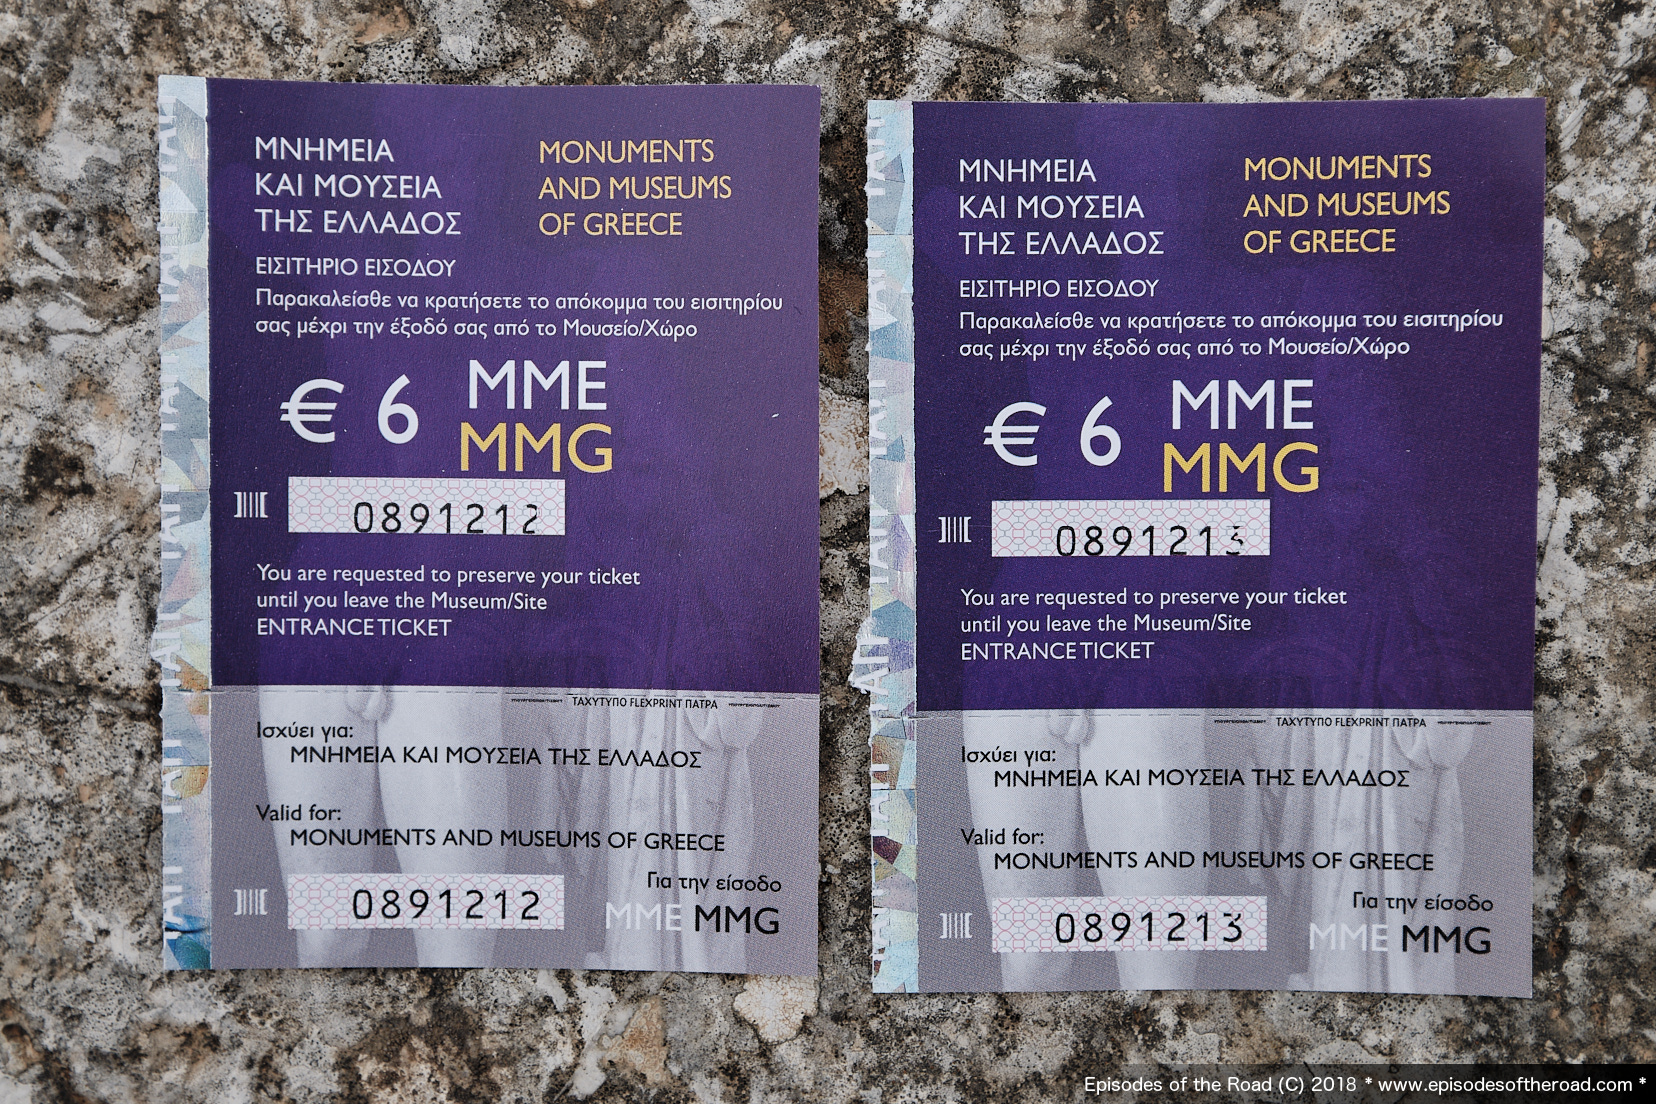 ΜΝΗΜΕΙΑ
ΚΑΙ ΜΟΥΣΕΙΑ
ΤΗΣ ΕΛΛΑΔΟΣ
MONUMENTS
AND MUSEUMS
OF GREECE
ΕΙΣΙΤΗΡΙΟ ΕΙΣΟΔΟΥ
Παρακαλείσθε να κρατήσετε το απόκομμα του εισιτηρίου
σας μέχρι την έξοδό σας από το Μουσείο/Χώρο
€ 6
ΜΜΕ
MMG
0891212
You are requested to preserve your ticket
until you leave the Museum/Site
ENTRANCE TICKET
ΤΑΧΥΤΥΠΟ FLEXPRINT ΠΑΤΡΑ
Ισχύει για:
ΜΝΗΜΕΙΑ ΚΑΙ ΜΟΥΣΕΙΑ ΤΗΣ ΕΛΛΑΔΟΣ
Valid for:
MONUMENTS AND MUSEUMS OF GREECE
Για την είσοδο
0891212
ΜΜΕ MMG
ΜΝΗΜΕΙΑ
ΚΑΙ ΜΟΥΣΕΙΑ
ΤΗΣ ΕΛΛΑΔΟΣ
MONUMENTS
AND MUSEUMS
OF GREECE
ΕΙΣΙΤΗΡΙΟ ΕΙΣΟΔΟΥ
Παρακαλείσθε να κρατήσετε το απόκομμα του εισιτηρίου
σας μέχρι την έξοδό σας από το Μουσείο/Χώρο
€ 6
ΜΜΕ
MMG
0891213
You are requested to preserve your ticket
until you leave the Museum/Site
ENTRANCE TICKET
ΤΑΧΥΤΥΠΟ FLEXPRINT ΠΑΤΡΑ
Ισχύει για:
ΜΝΗΜΕΙΑ ΚΑΙ ΜΟΥΣΕΙΑ ΤΗΣ ΕΛΛΑΔΟΣ
Valid for:
MONUMENTS AND MUSEUMS OF GREECE
Για την είσοδο
0891213
ΜΜΕ MMG
Episodes of the Road (C) 2018 * www.episodesoftheroad.com *